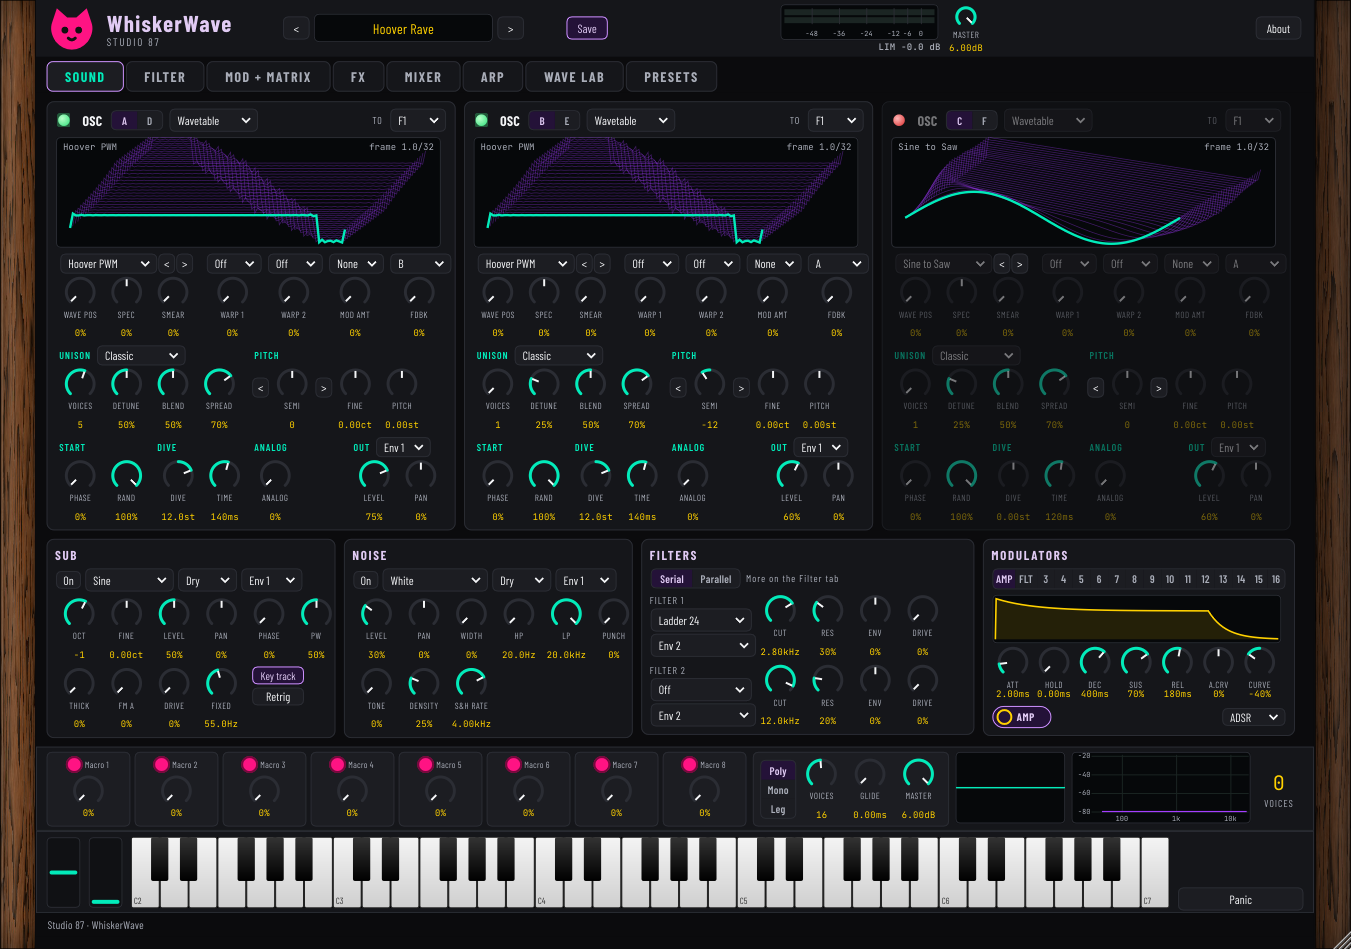 WhiskerWave
STUDIO 87
< Hoover Rave >
Save
-48 -36 -24 -12 -6 0
LIM -0.0 dB
MASTER
6.00dB
About
SOUND FILTER MOD + MATRIX FX MIXER ARP WAVE LAB PRESETS
OSC A D Wavetable TO F1
Hoover PWM frame 1.0/32
Hoover PWM < > Off Off None B
WAVE POS SPEC SMEAR WARP 1 WARP 2 MOD AMT FDBK
0% 0% 0% 0% 0% 0% 0%
UNISON Classic PITCH
< >
VOICES DETUNE BLEND SPREAD SEMI FINE PITCH
5 50% 50% 70% 0 0.00ct 0.00st
START DIVE ANALOG OUT Env 1
PHASE RAND DIVE TIME ANALOG LEVEL PAN
0% 100% 12.0st 140ms 0% 75% 0%
OSC B E Wavetable TO F1
Hoover PWM frame 1.0/32
Hoover PWM < > Off Off None A
WAVE POS SPEC SMEAR WARP 1 WARP 2 MOD AMT FDBK
0% 0% 0% 0% 0% 0% 0%
UNISON Classic PITCH
< >
VOICES DETUNE BLEND SPREAD SEMI FINE PITCH
1 25% 50% 70% -12 0.00ct 0.00st
START DIVE ANALOG OUT Env 1
PHASE RAND DIVE TIME ANALOG LEVEL PAN
0% 100% 12.0st 140ms 0% 60% 0%
OSC C F Wavetable TO F1
Sine to Saw frame 1.0/32
Sine to Saw < > Off Off None A
WAVE POS SPEC SMEAR WARP 1 WARP 2 MOD AMT FDBK
0% 0% 0% 0% 0% 0% 0%
UNISON Classic PITCH
< >
VOICES DETUNE BLEND SPREAD SEMI FINE PITCH
1 25% 50% 70% 0 0.00ct 0.00st
START DIVE ANALOG OUT Env 1
PHASE RAND DIVE TIME ANALOG LEVEL PAN
0% 100% 0.00st 120ms 0% 60% 0%
SUB
On Sine Dry Env 1
OCT FINE LEVEL PAN PHASE PW
-1 0.00ct 50% 0% 0% 50%
Key track
Retrig
THICK FM A DRIVE FIXED
0% 0% 0% 55.0Hz
NOISE
On White Dry Env 1
LEVEL PAN WIDTH HP LP PUNCH
30% 0% 0% 20.0Hz 20.0kHz 0%
TONE DENSITY S&H RATE
0% 25% 4.00kHz
FILTERS
Serial Parallel More on the Filter tab
FILTER 1
Ladder 24
Env 2
CUT RES ENV DRIVE
2.80kHz 30% 0% 0%
FILTER 2
Off
Env 2
CUT RES ENV DRIVE
12.0kHz 20% 0% 0%
MODULATORS
AMP FLT 3 4 5 6 7 8 9 10 11 12 13 14 15 16
ATT HOLD DEC SUS REL A.CRV CURVE
2.00ms 0.00ms 400ms 70% 180ms 0% -40%
AMP ADSR
Macro 1 Macro 2 Macro 3 Macro 4 Macro 5 Macro 6 Macro 7 Macro 8
0% 0% 0% 0% 0% 0% 0% 0%
Poly
Mono
Leg
VOICES GLIDE MASTER
16 0.00ms 6.00dB
-20
-40
-60
-80
100 1k 10k
0
VOICES
C2 C3 C4 C5 C6 C7
Panic
Studio 87 · WhiskerWave